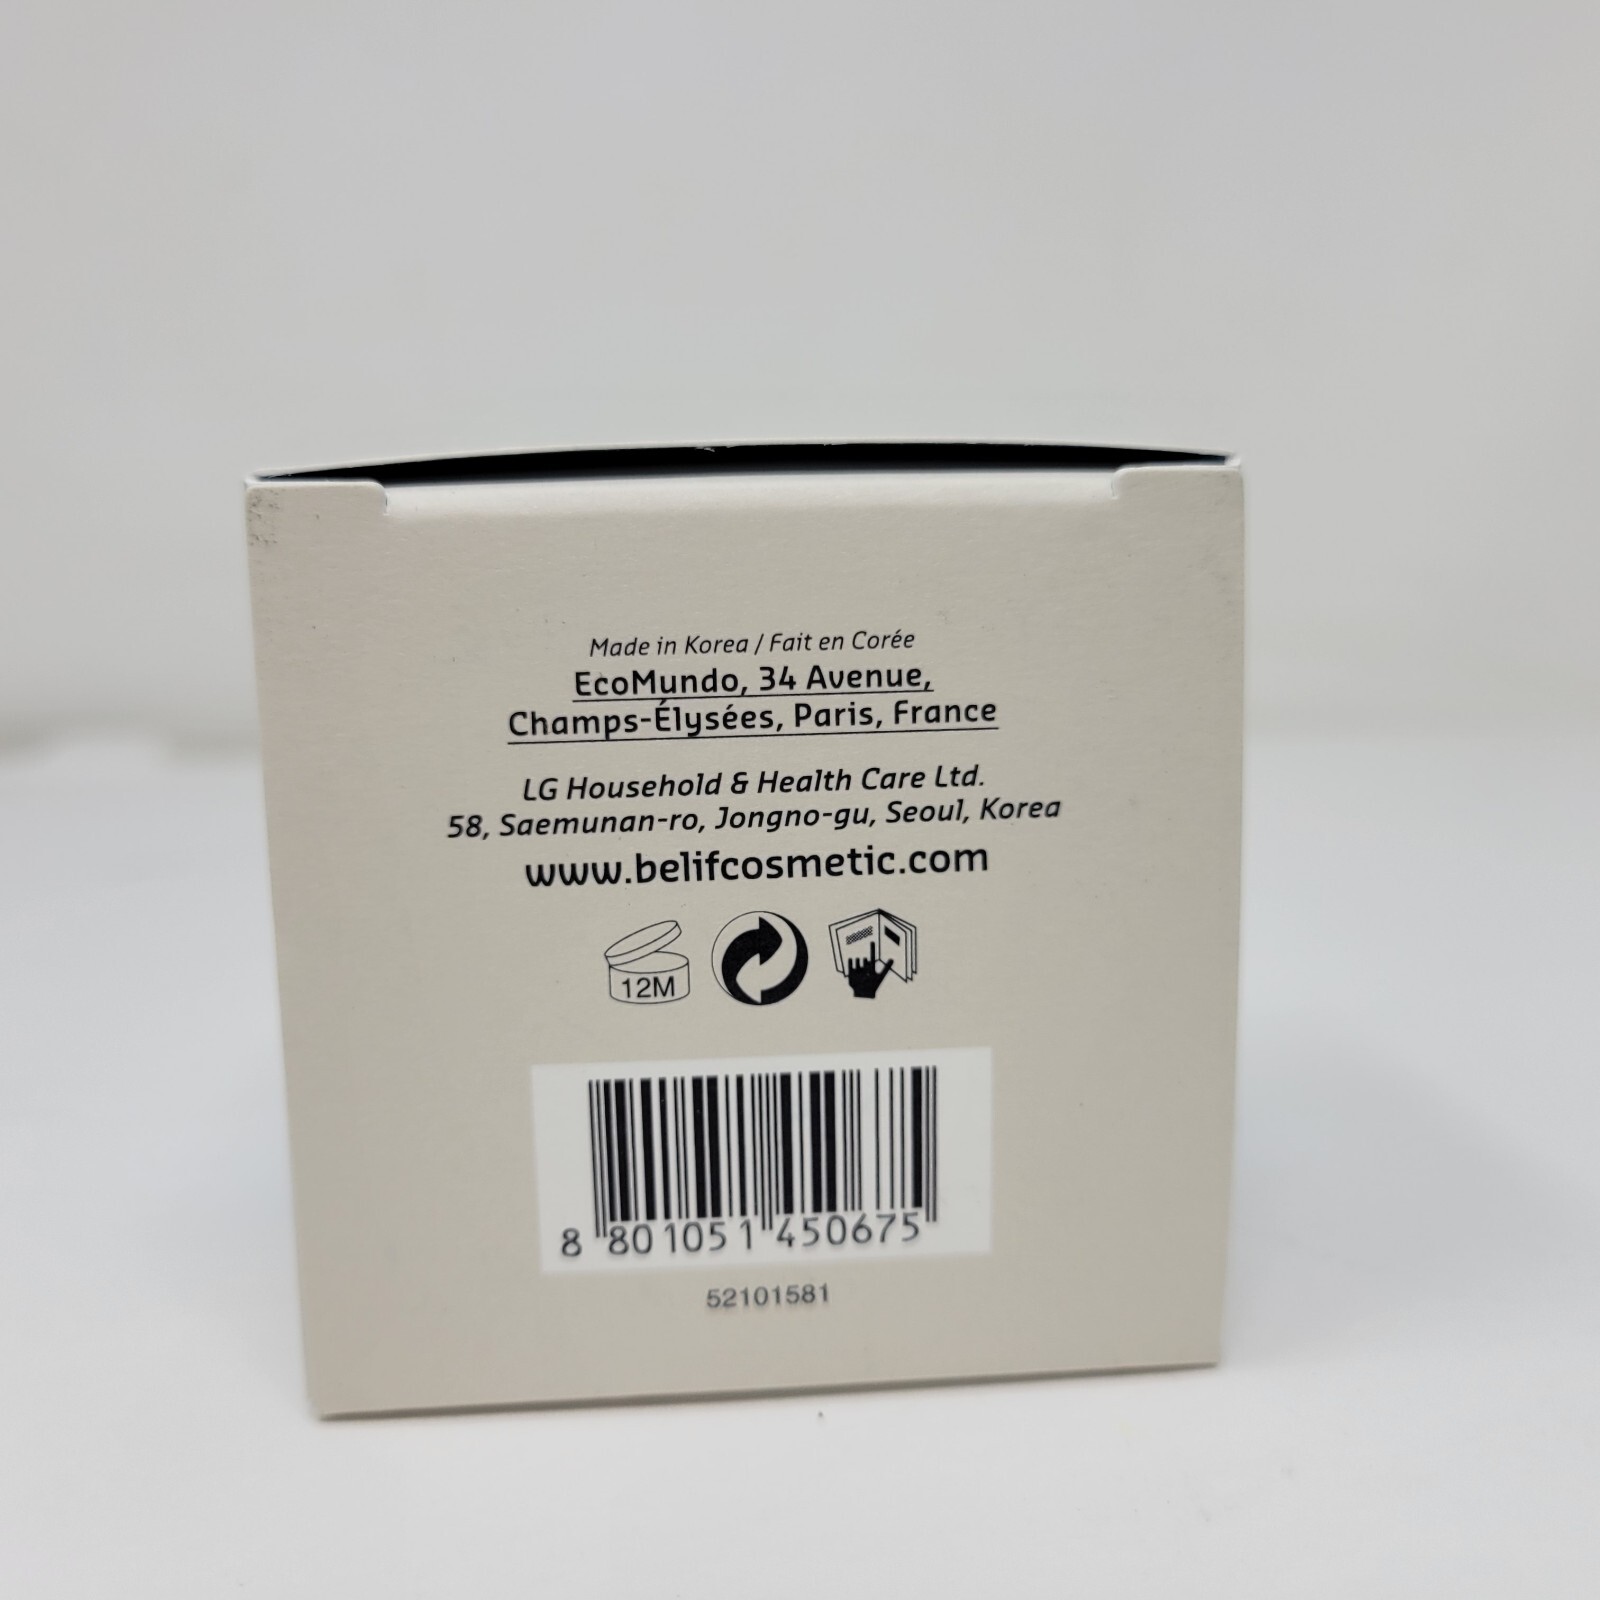 Made in Korea / Fait en Corée
EcoMundo, 34 Avenue,
Champs-Élysées, Paris, France
LG Household & Health Care Ltd.
58, Saemunan-ro, Jongno-gu, Seoul, Korea
www.belifcosmetic.com
12M
8 801051 450675
52101581